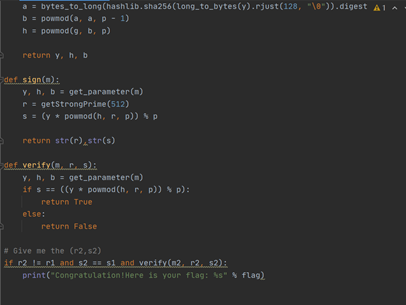 a = bytes_to_long(hashlib.sha256(long_to_bytes(y).rjust(128, "\0")).digest
1
b = powmod(a, a, p - 1)
h = powmod(g, b, p)
return y, h, b
def sign(m):
y, h, b = get_parameter(m)
r = getStrongPrime(512)
s = (y * powmod(h, r, p)) % p
return str(r),str(s)
def verify(m, r, s):
y, h, b = get_parameter(m)
if s == ((y * powmod(h, r, p)) % p):
return True
else:
return False
# Give me the (r2,s2)
if r2 != r1 and s2 == s1 and verify(m2, r2, s2):
print("Congratulation!Here is your flag: %s" % flag)